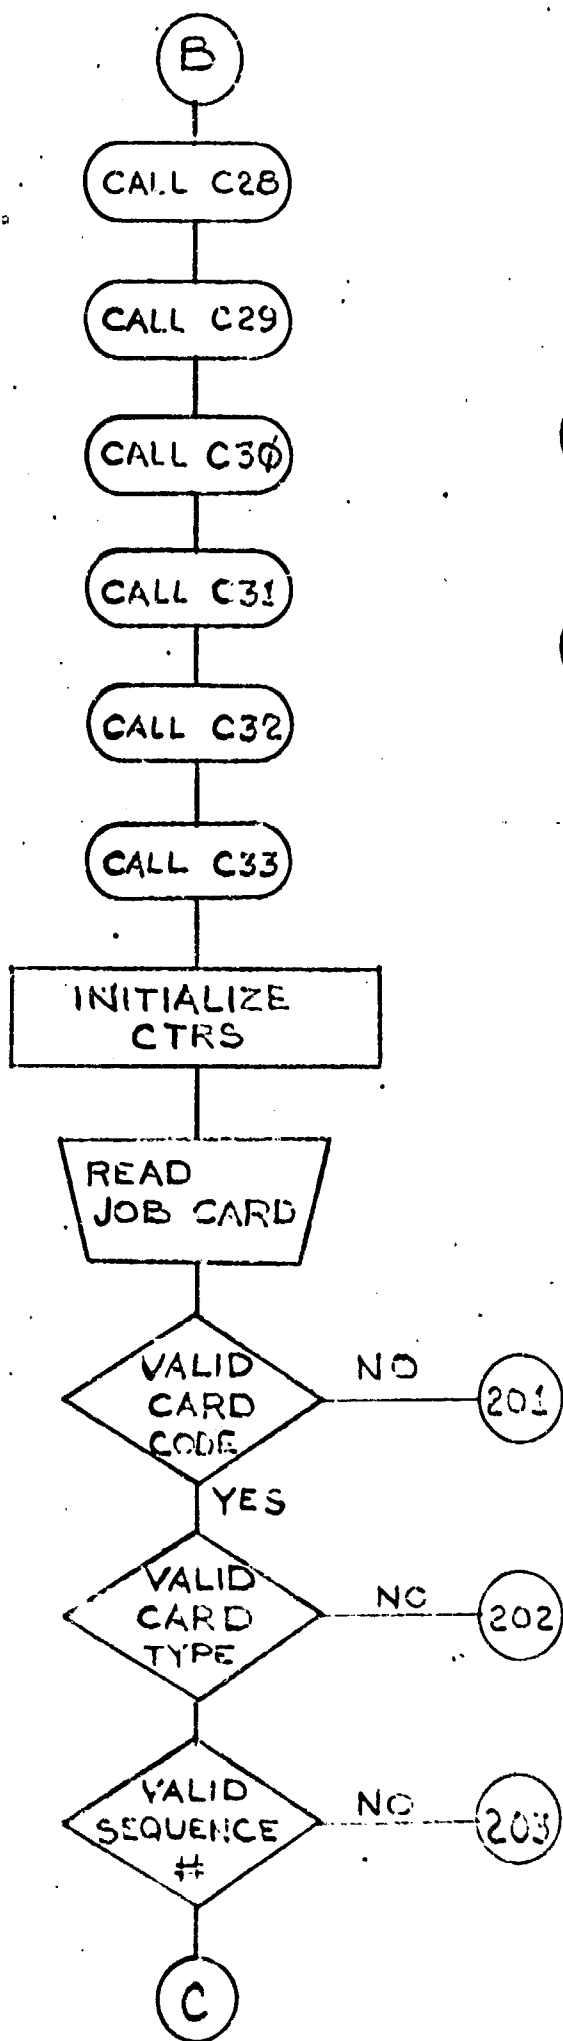 B
CALL C28
CALL C29
CALL C3Ø
CALL C31
CALL C32
CALL C33
INITIALIZE
CTRS
READ
JOB CARD
VALID
CARD
CODE
NO
201
YES
VALID
CARD
TYPE
NO
202
VALID
SEQUENCE
#
NO
203
C